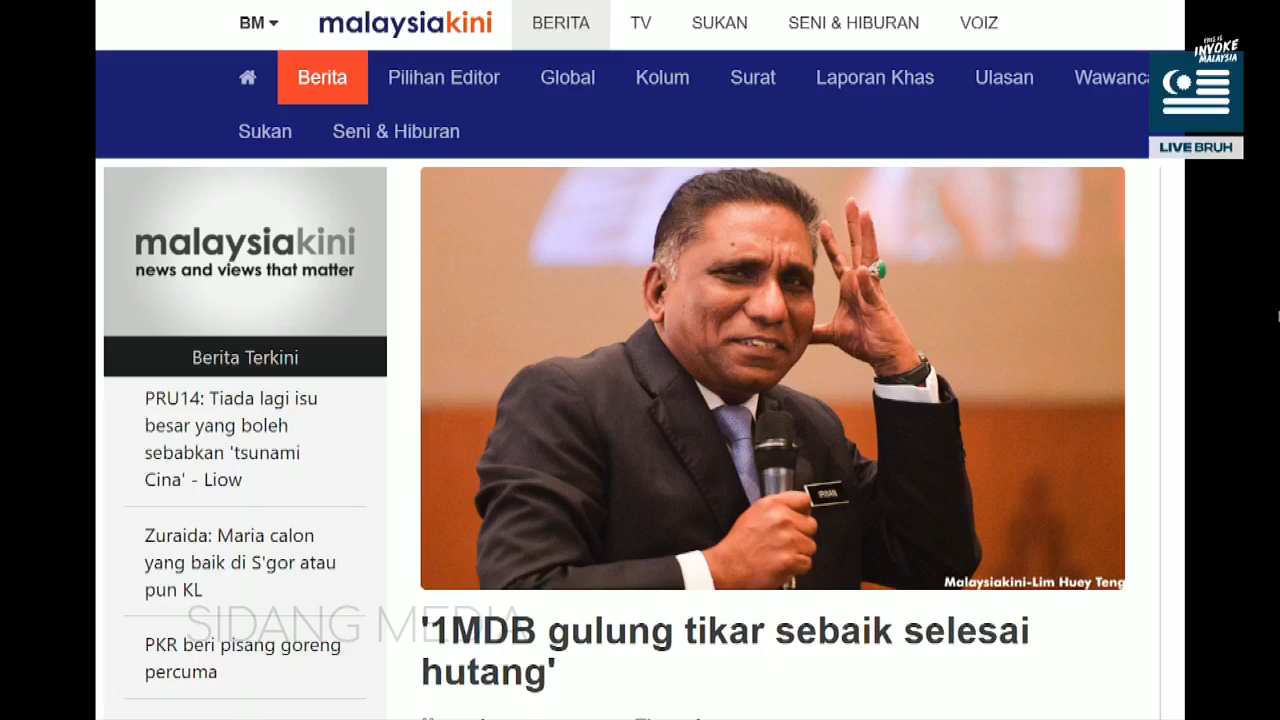 BM
malaysiakini
BERITA
TV
SUKAN
SENI & HIBURAN
VOIZ
THIS IS
INVOKE
MALAYSIA
LIVE BRUH
Berita
Pilihan Editor
Global
Kolum
Surat
Laporan Khas
Ulasan
Wawanca
Sukan
Seni & Hiburan
malaysiakini
news and views that matter
Berita Terkini
PRU14: Tiada lagi isu
besar yang boleh
sebabkan 'tsunami
Cina' - Liow
Zuraida: Maria calon
yang baik di S'gor atau
pun KL
PKR beri pisang goreng
percuma
IRWAN
Malaysiakini-Lim Huey Teng
SIDANG MEDIA
'1MDB gulung tikar sebaik selesai
hutang'